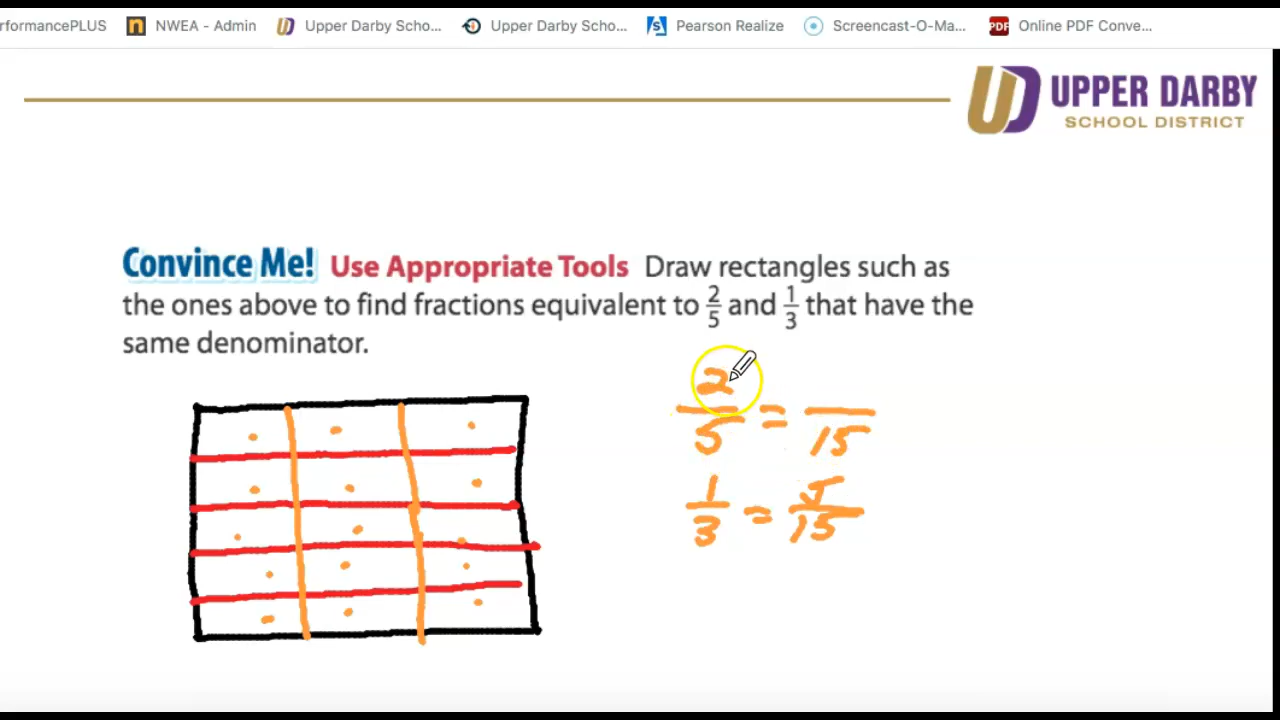 rformancePLUS NWEA - Admin Upper Darby Scho... Upper Darby Scho... Pearson Realize Screencast-O-Ma... PDF Online PDF Conve...
UPPER DARBY
SCHOOL DISTRICT
Convince Me! Use Appropriate Tools Draw rectangles such as
the ones above to find fractions equivalent to 2/5 and 1/3 that have the
same denominator.
2/5 = /15
1/3 = 5/15